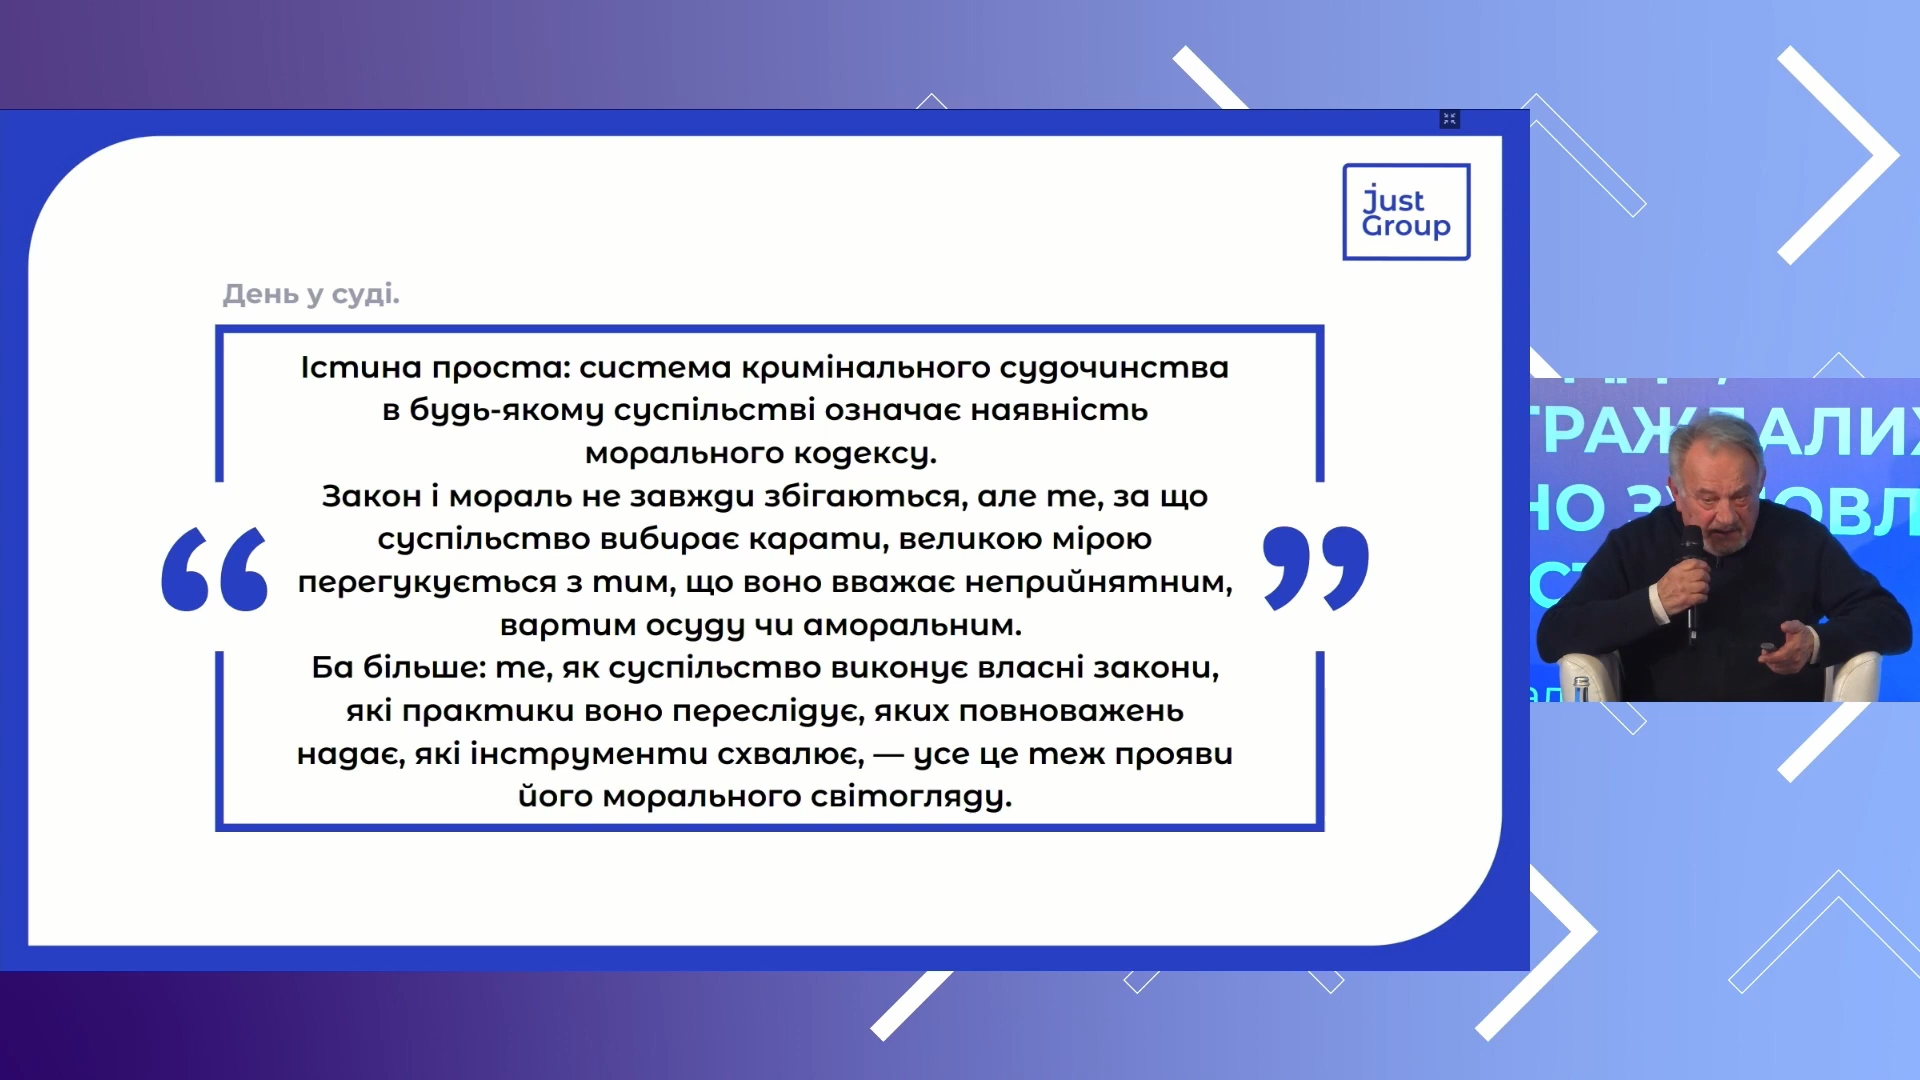 just
Group
День у суді.
Істина проста: система кримінального судочинства
в будь-якому суспільстві означає наявність
морального кодексу.
Закон і мораль не завжди збігаються, але те, за що
суспільство вибирає карати, великою мірою
перегукується з тим, що воно вважає неприйнятним,
вартим осуду чи аморальним.
Ба більше: те, як суспільство виконує власні закони,
які практики воно переслідує, яких повноважень
надає, які інструменти схвалює, — усе це теж прояви
його морального світогляду.